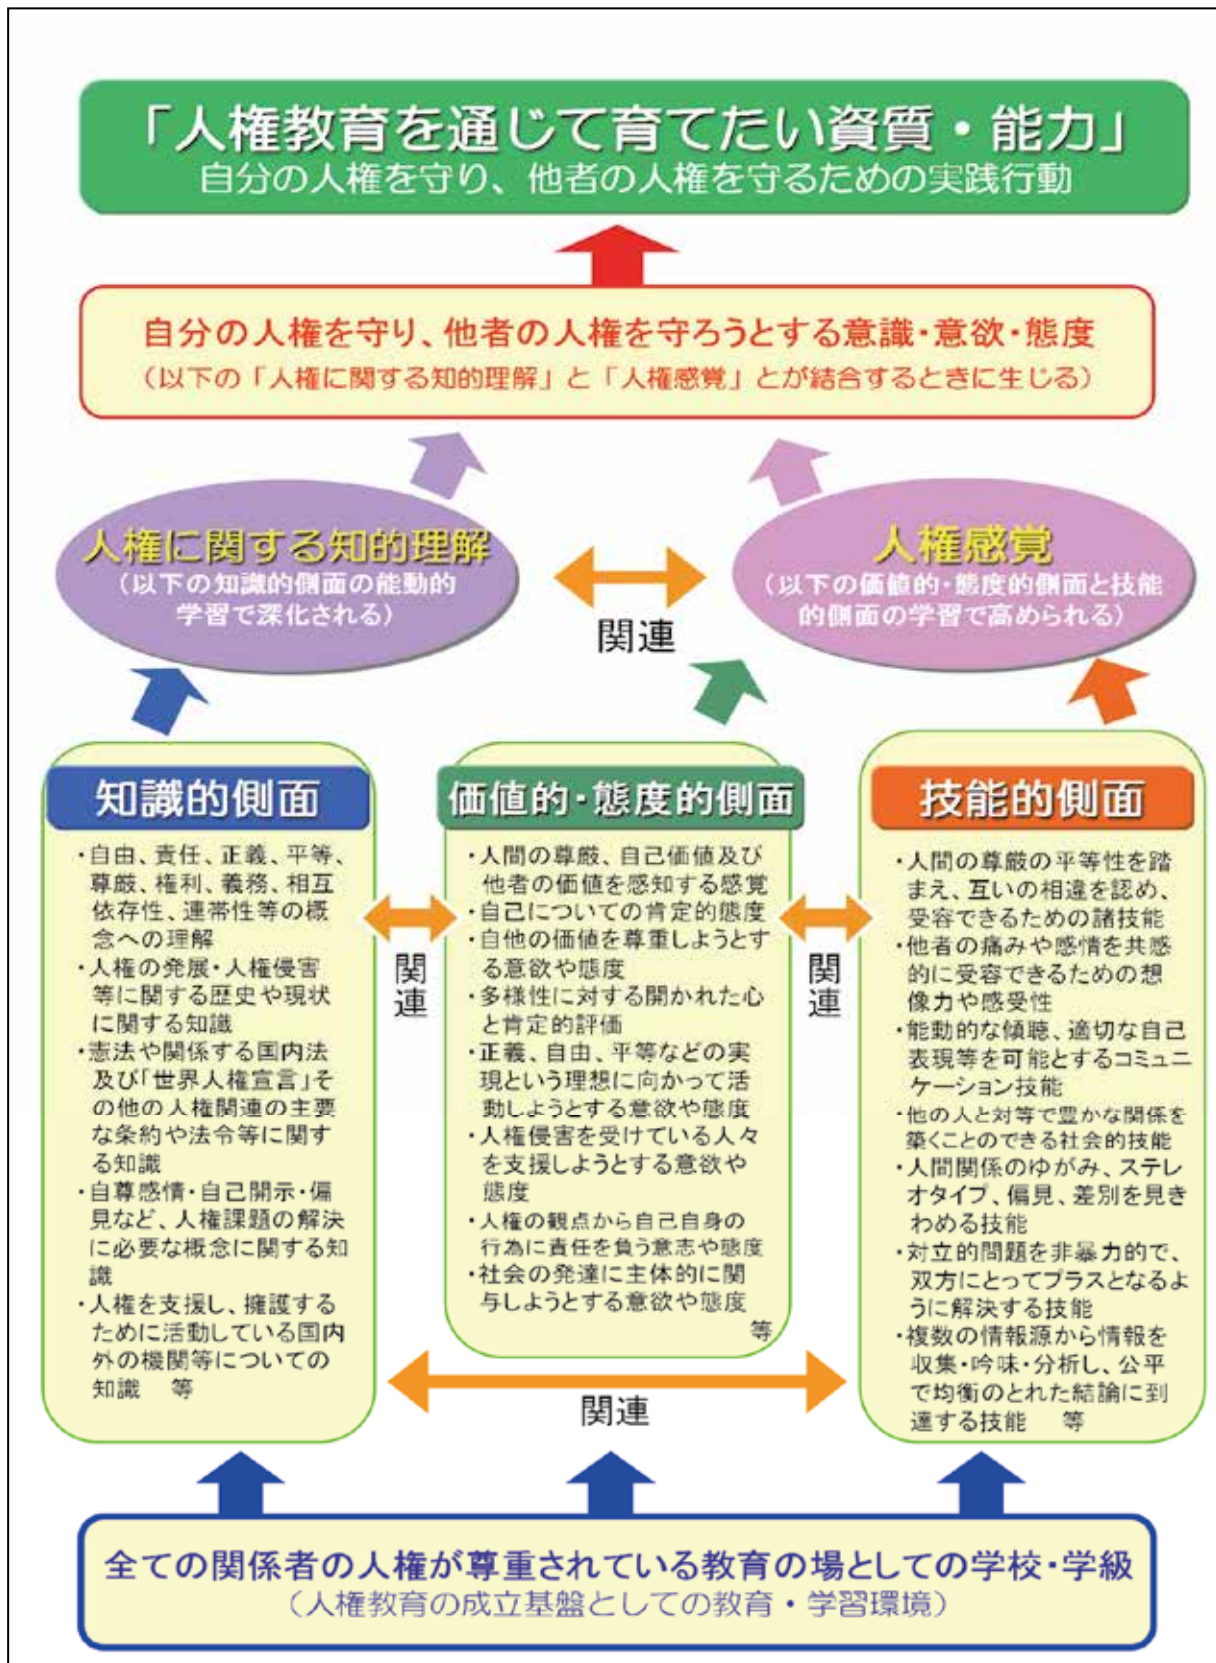 「人権教育を通じて育てたい資質・能力」
自分の人権を守り、他者の人権を守るための実践行動
自分の人権を守り、他者の人権を守ろうとする意識・意欲・態度
（以下の「人権に関する知的理解」と「人権感覚」とが結合するときに生じる）
人権に関する知的理解
（以下の知識的側面の能動的
学習で深化される）
関連
人権感覚
（以下の価値的・態度的側面と技能
的側面の学習で高められる）
知識的側面
・自由、責任、正義、平等、
尊厳、権利、義務、相互
依存性、連帯性等の概
念への理解
・人権の発展・人権侵害
等に関する歴史や現状
に関する知識
・憲法や関係する国内法
及び「世界人権宣言」そ
の他の人権関連の主要
な条約や法令等に関す
る知識
・自尊感情・自己開示・偏
見など、人権課題の解決
に必要な概念に関する知
識
・人権を支援し、擁護する
ために活動している国内
外の機関等についての
知識　等
関連
価値的・態度的側面
・人間の尊厳、自己価値及び
他者の価値を感知する感覚
・自己についての肯定的態度
・自他の価値を尊重しようとす
る意欲や態度
・多様性に対する開かれた心
と肯定的評価
・正義、自由、平等などの実
現という理想に向かって活
動しようとする意欲や態度
・人権侵害を受けている人々
を支援しようとする意欲や
態度
・人権の観点から自己自身の
行為に責任を負う意志や態度
・社会の発達に主体的に関
与しようとする意欲や態度
等
関連
技能的側面
・人間の尊厳の平等性を踏
まえ、互いの相違を認め、
受容できるための諸技能
・他者の痛みや感情を共感
的に受容できるための想
像力や感受性
・能動的な傾聴、適切な自己
表現等を可能とするコミュニ
ケーション技能
・他の人と対等で豊かな関係を
築くことのできる社会的技能
・人間関係のゆがみ、ステレ
オタイプ、偏見、差別を見き
わめる技能
・対立的問題を非暴力的で、
双方にとってプラスとなるよ
うに解決する技能
・複数の情報源から情報を
収集・吟味・分析し、公平
で均衡のとれた結論に到
達する技能　等
関連
全ての関係者の人権が尊重されている教育の場としての学校・学級
（人権教育の成立基盤としての教育・学習環境）